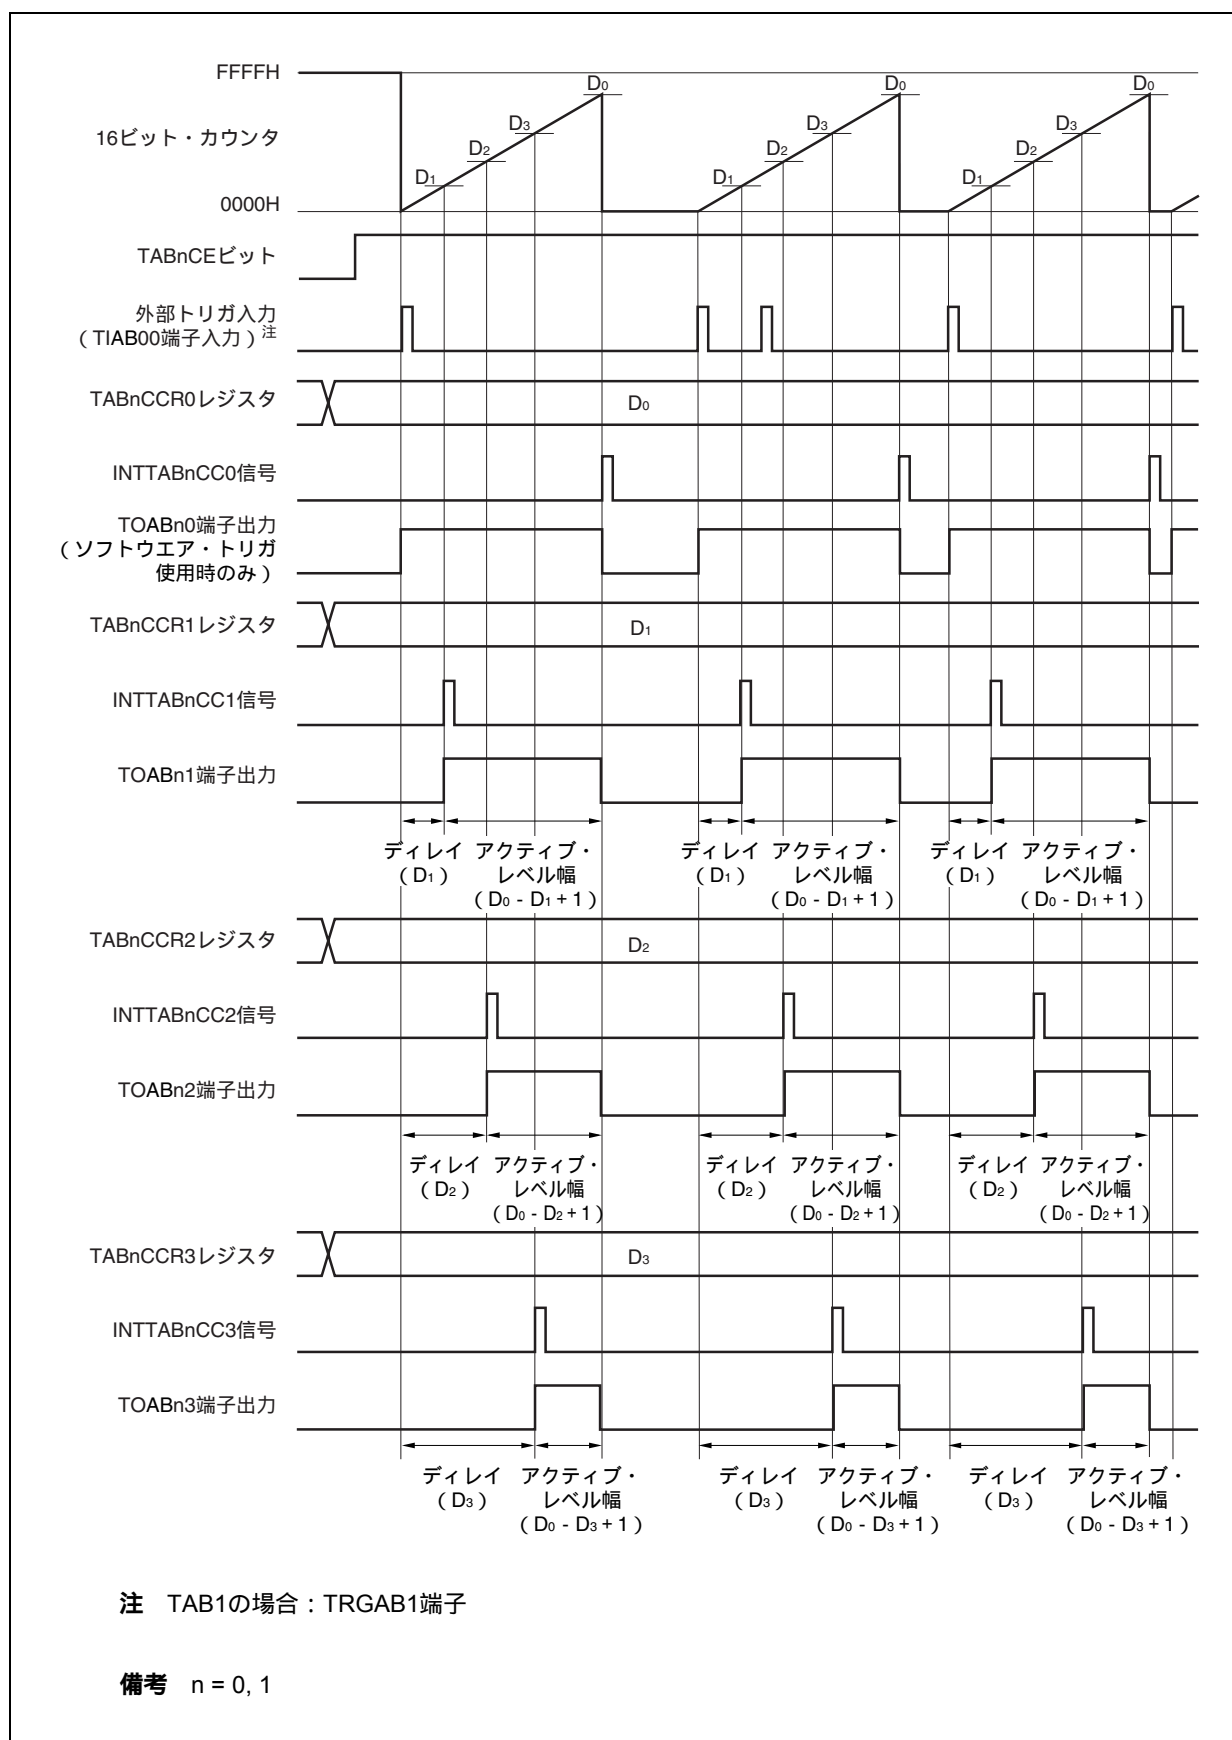 FFFFH
D0 D0 D0
16ビット・カウンタ
D3 D3 D3
D2 D2 D2
D1 D1 D1
0000H
TABnCEビット
外部トリガ入力
(TIAB00端子入力)注
TABnCCR0レジスタ
D0
INTTABnCC0信号
TOABn0端子出力
(ソフトウエア・トリガ
使用時のみ)
TABnCCR1レジスタ
D1
INTTABnCC1信号
TOABn1端子出力
ディレイ アクティブ・ ディレイ アクティブ・ ディレイ アクティブ・
(D1) レベル幅 (D1) レベル幅 (D1) レベル幅
(D0 - D1 + 1) (D0 - D1 + 1) (D0 - D1 + 1)
TABnCCR2レジスタ
D2
INTTABnCC2信号
TOABn2端子出力
ディレイ アクティブ・ ディレイ アクティブ・ ディレイ アクティブ・
(D2) レベル幅 (D2) レベル幅 (D2) レベル幅
(D0 - D2 + 1) (D0 - D2 + 1) (D0 - D2 + 1)
TABnCCR3レジスタ
D3
INTTABnCC3信号
TOABn3端子出力
ディレイ アクティブ・ ディレイ アクティブ・ ディレイ アクティブ・
(D3) レベル幅 (D3) レベル幅 (D3) レベル幅
(D0 - D3 + 1) (D0 - D3 + 1) (D0 - D3 + 1)
注 TAB1の場合:TRGAB1端子
備考 n = 0, 1